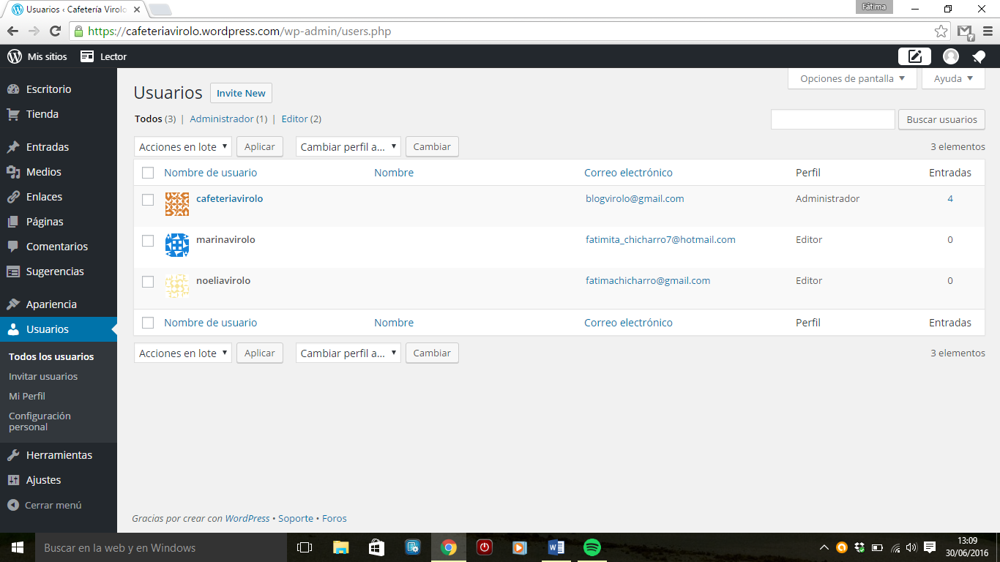 Usuarios ‹ Cafetería Virolo
Fátima
https://cafeteriavirolo.wordpress.com/wp-admin/users.php
Mis sitios
Lector
Escritorio
Tienda
Entradas
Medios
Enlaces
Páginas
Comentarios
Sugerencias
Apariencia
Usuarios
Todos los usuarios
Invitar usuarios
Mi Perfil
Configuración
personal
Herramientas
Ajustes
Cerrar menú
Opciones de pantalla
Ayuda
Usuarios
Invite New
Todos (3) | Administrador (1) | Editor (2)
Buscar usuarios
Acciones en lote
Aplicar
Cambiar perfil a...
Cambiar
3 elementos
Nombre de usuario Nombre Correo electrónico Perfil Entradas
cafeteriavirolo blogvirolo@gmail.com Administrador 4
marinavirolo fatimita_chicharro7@hotmail.com Editor 0
noeliavirolo fatimachicharro@gmail.com Editor 0
Nombre de usuario Nombre Correo electrónico Perfil Entradas
Acciones en lote
Aplicar
Cambiar perfil a...
Cambiar
3 elementos
Gracias por crear con WordPress • Soporte • Foros
Buscar en la web y en Windows
13:09
30/06/2016